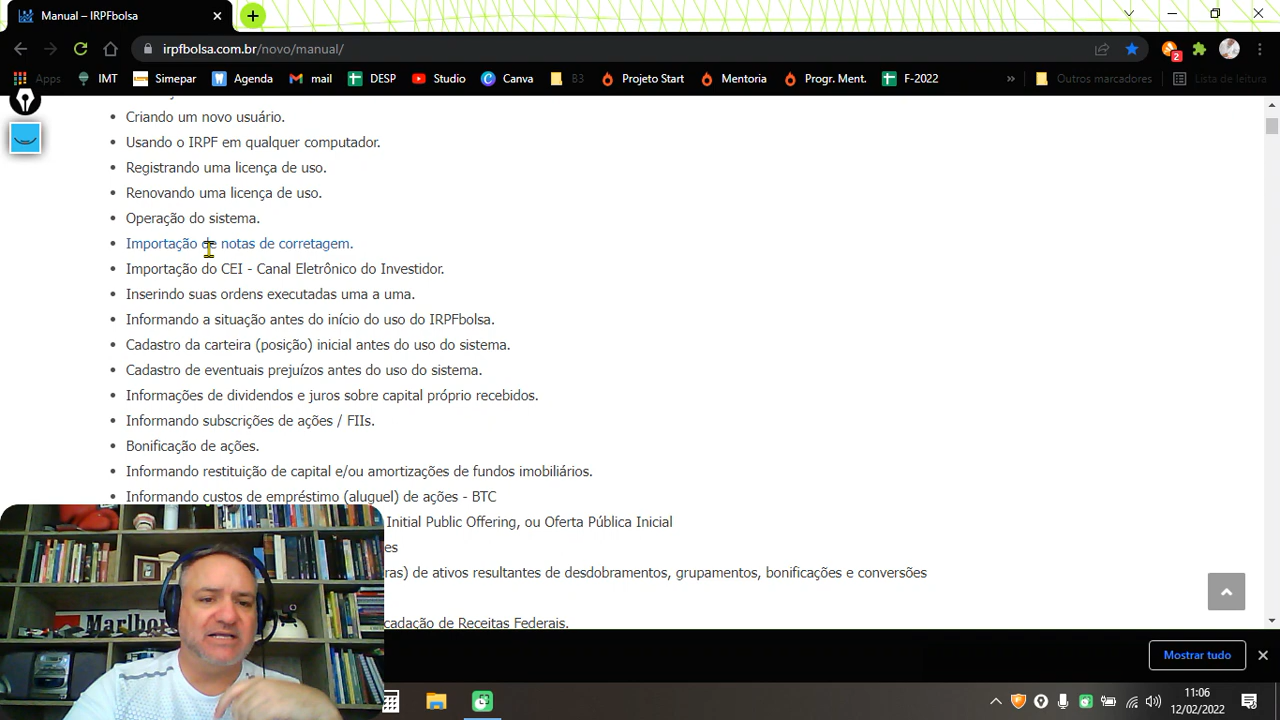 Manual – IRPFbolsa
irpfbolsa.com.br/novo/manual/
2
Apps IMT Simepar Agenda mail DESP Studio Canva B3 Projeto Start Mentoria Progr. Ment. F-2022 » Outros marcadores Lista de leitura
Criando um novo usuário.
Usando o IRPF em qualquer computador.
Registrando uma licença de uso.
Renovando uma licença de uso.
Operação do sistema.
Importação de notas de corretagem.
Importação do CEI - Canal Eletrônico do Investidor.
Inserindo suas ordens executadas uma a uma.
Informando a situação antes do início do uso do IRPFbolsa.
Cadastro da carteira (posição) inicial antes do uso do sistema.
Cadastro de eventuais prejuízos antes do uso do sistema.
Informações de dividendos e juros sobre capital próprio recebidos.
Informando subscrições de ações / FIIs.
Bonificação de ações.
Informando restituição de capital e/ou amortizações de fundos imobiliários.
Informando custos de empréstimo (aluguel) de ações - BTC
Initial Public Offering, ou Oferta Pública Inicial
es
ras) de ativos resultantes de desdobramentos, grupamentos, bonificações e conversões
cadação de Receitas Federais.
Marlboro
Mostrar tudo
11:06
12/02/2022